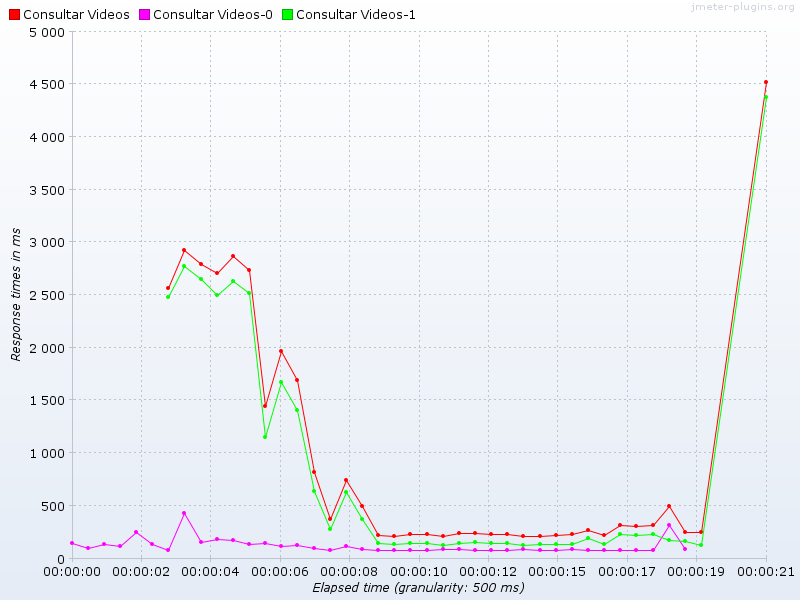 jmeter-plugins.org
Consultar Videos Consultar Videos-0 Consultar Videos-1
5 000
4 500
4 000
3 500
3 000
2 500
2 000
1 500
1 000
500
0
Response times in ms
00:00:00 00:00:02 00:00:04 00:00:06 00:00:08 00:00:10 00:00:12 00:00:15 00:00:17 00:00:19 00:00:21
Elapsed time (granularity: 500 ms)